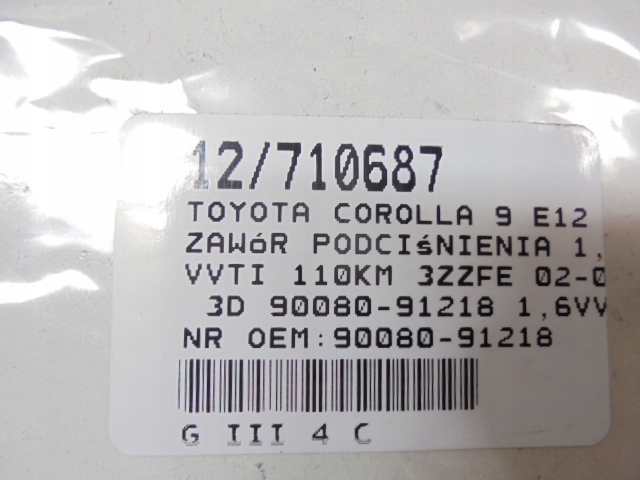 12/710687
TOYOTA COROLLA 9 E12
ZAWóR PODCIśNIENIA 1,
VVTI 110KM 3ZZFE 02-0
3D 90080-91218 1,6VV
NR OEM:90080-91218
G III 4 C